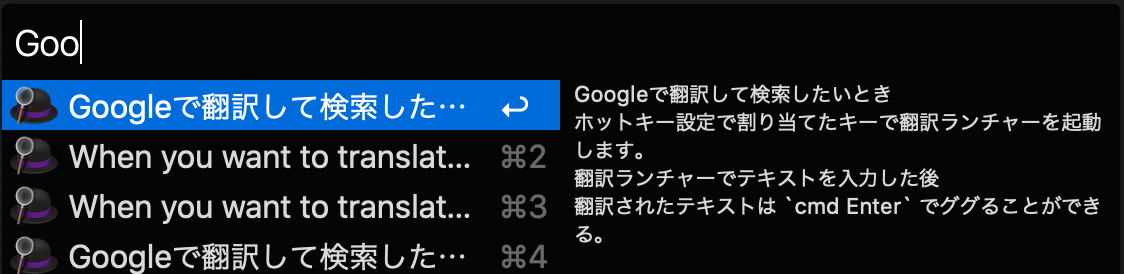 Goo
Googleで翻訳して検索した…
When you want to translat... ⌘2
When you want to translat... ⌘3
Googleで翻訳して検索した… ⌘4
Googleで翻訳して検索したいとき
ホットキー設定で割り当てたキーで翻訳ランチャーを起動
します。
翻訳ランチャーでテキストを入力した後
翻訳されたテキストは `cmd Enter` でググることができ
る。